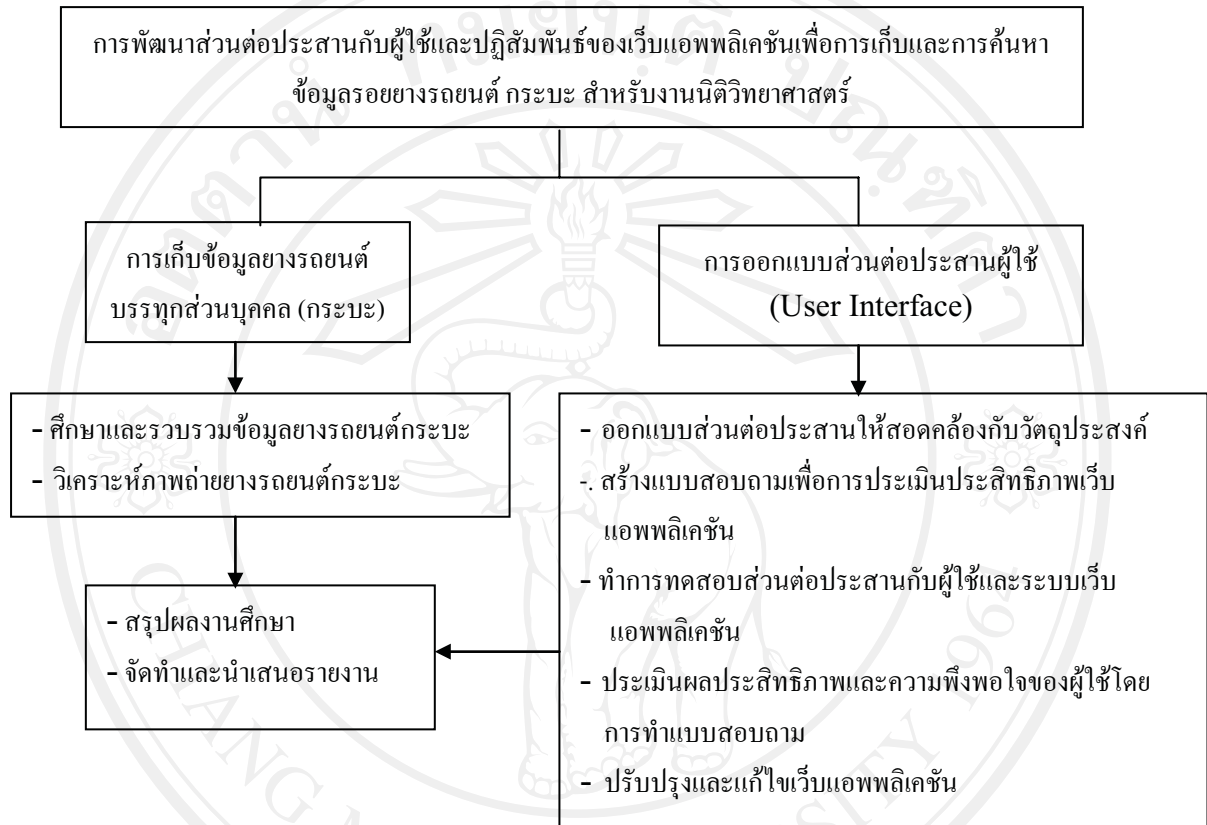 การพัฒนาส่วนต่อประสานกับผู้ใช้และปฏิสัมพันธ์ของเว็บแอพพลิเคชันเพื่อการเก็บและการค้นหา
ข้อมูลรอยยางรถยนต์ กระบะ สำหรับงานนิติวิทยาศาสตร์
การเก็บข้อมูลยางรถยนต์
บรรทุกส่วนบุคคล (กระบะ)
การออกแบบส่วนต่อประสานผู้ใช้
(User Interface)
- ศึกษาและรวบรวมข้อมูลยางรถยนต์กระบะ
- วิเคราะห์ภาพถ่ายยางรถยนต์กระบะ
- ออกแบบส่วนต่อประสานให้สอดคล้องกับวัตถุประสงค์
-. สร้างแบบสอบถามเพื่อการประเมินประสิทธิภาพเว็บ
แอพพลิเคชัน
- ทำการทดสอบส่วนต่อประสานกับผู้ใช้และระบบเว็บ
แอพพลิเคชัน
- ประเมินผลประสิทธิภาพและความพึงพอใจของผู้ใช้โดย
การทำแบบสอบถาม
- ปรับปรุงและแก้ไขเว็บแอพพลิเคชัน
- สรุปผลงานศึกษา
- จัดทำและนำเสนอรายงาน